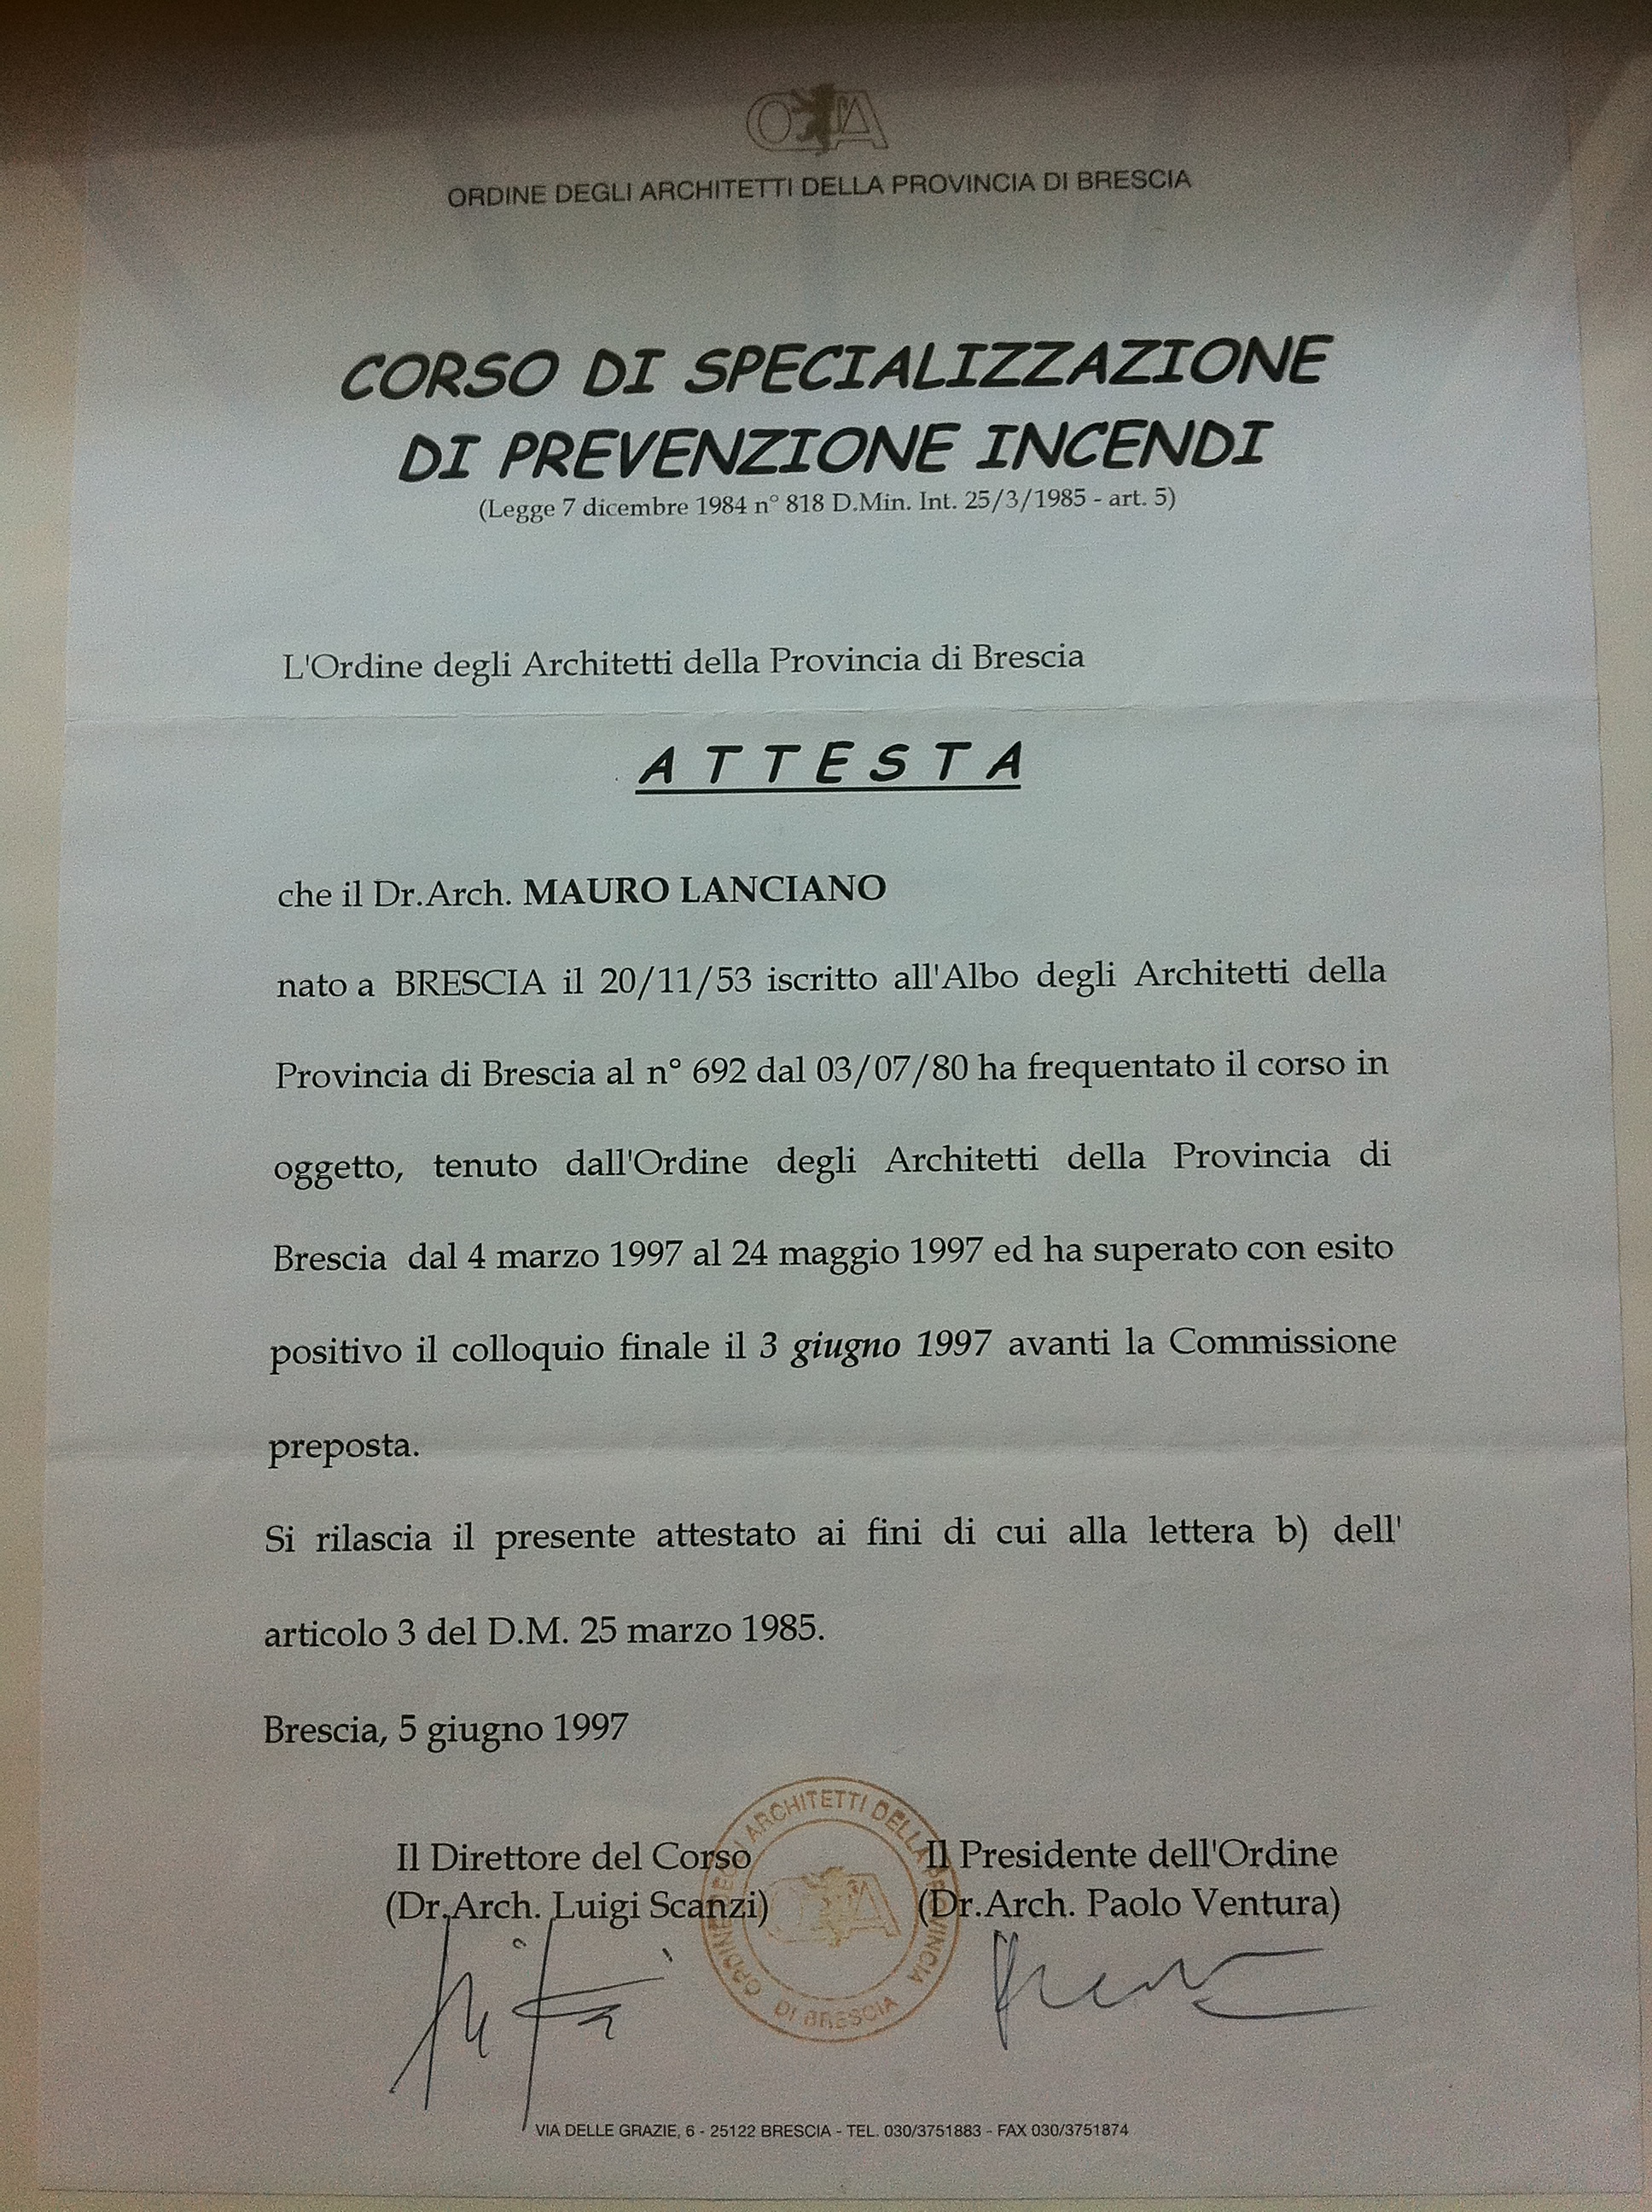 OA
ORDINE DEGLI ARCHITETTI DELLA PROVINCIA DI BRESCIA
CORSO DI SPECIALIZZAZIONE
DI PREVENZIONE INCENDI
(Legge 7 dicembre 1984 n° 818 D.Min. Int. 25/3/1985 - art. 5)
L'Ordine degli Architetti della Provincia di Brescia
ATTESTA
che il Dr.Arch. MAURO LANCIANO
nato a BRESCIA il 20/11/53 iscritto all'Albo degli Architetti della
Provincia di Brescia al n° 692 dal 03/07/80 ha frequentato il corso in
oggetto, tenuto dall'Ordine degli Architetti della Provincia di
Brescia dal 4 marzo 1997 al 24 maggio 1997 ed ha superato con esito
positivo il colloquio finale il 3 giugno 1997 avanti la Commissione
preposta.
Si rilascia il presente attestato ai fini di cui alla lettera b) dell'
articolo 3 del D.M. 25 marzo 1985.
Brescia, 5 giugno 1997
Il Direttore del Corso
(Dr.Arch. Luigi Scanzi)
Il Presidente dell'Ordine
(Dr.Arch. Paolo Ventura)
ORDINE DEGLI ARCHITETTI DELLA PROVINCIA DI BRESCIA
VIA DELLE GRAZIE, 6 - 25122 BRESCIA - TEL. 030/3751883 - FAX 030/3751874